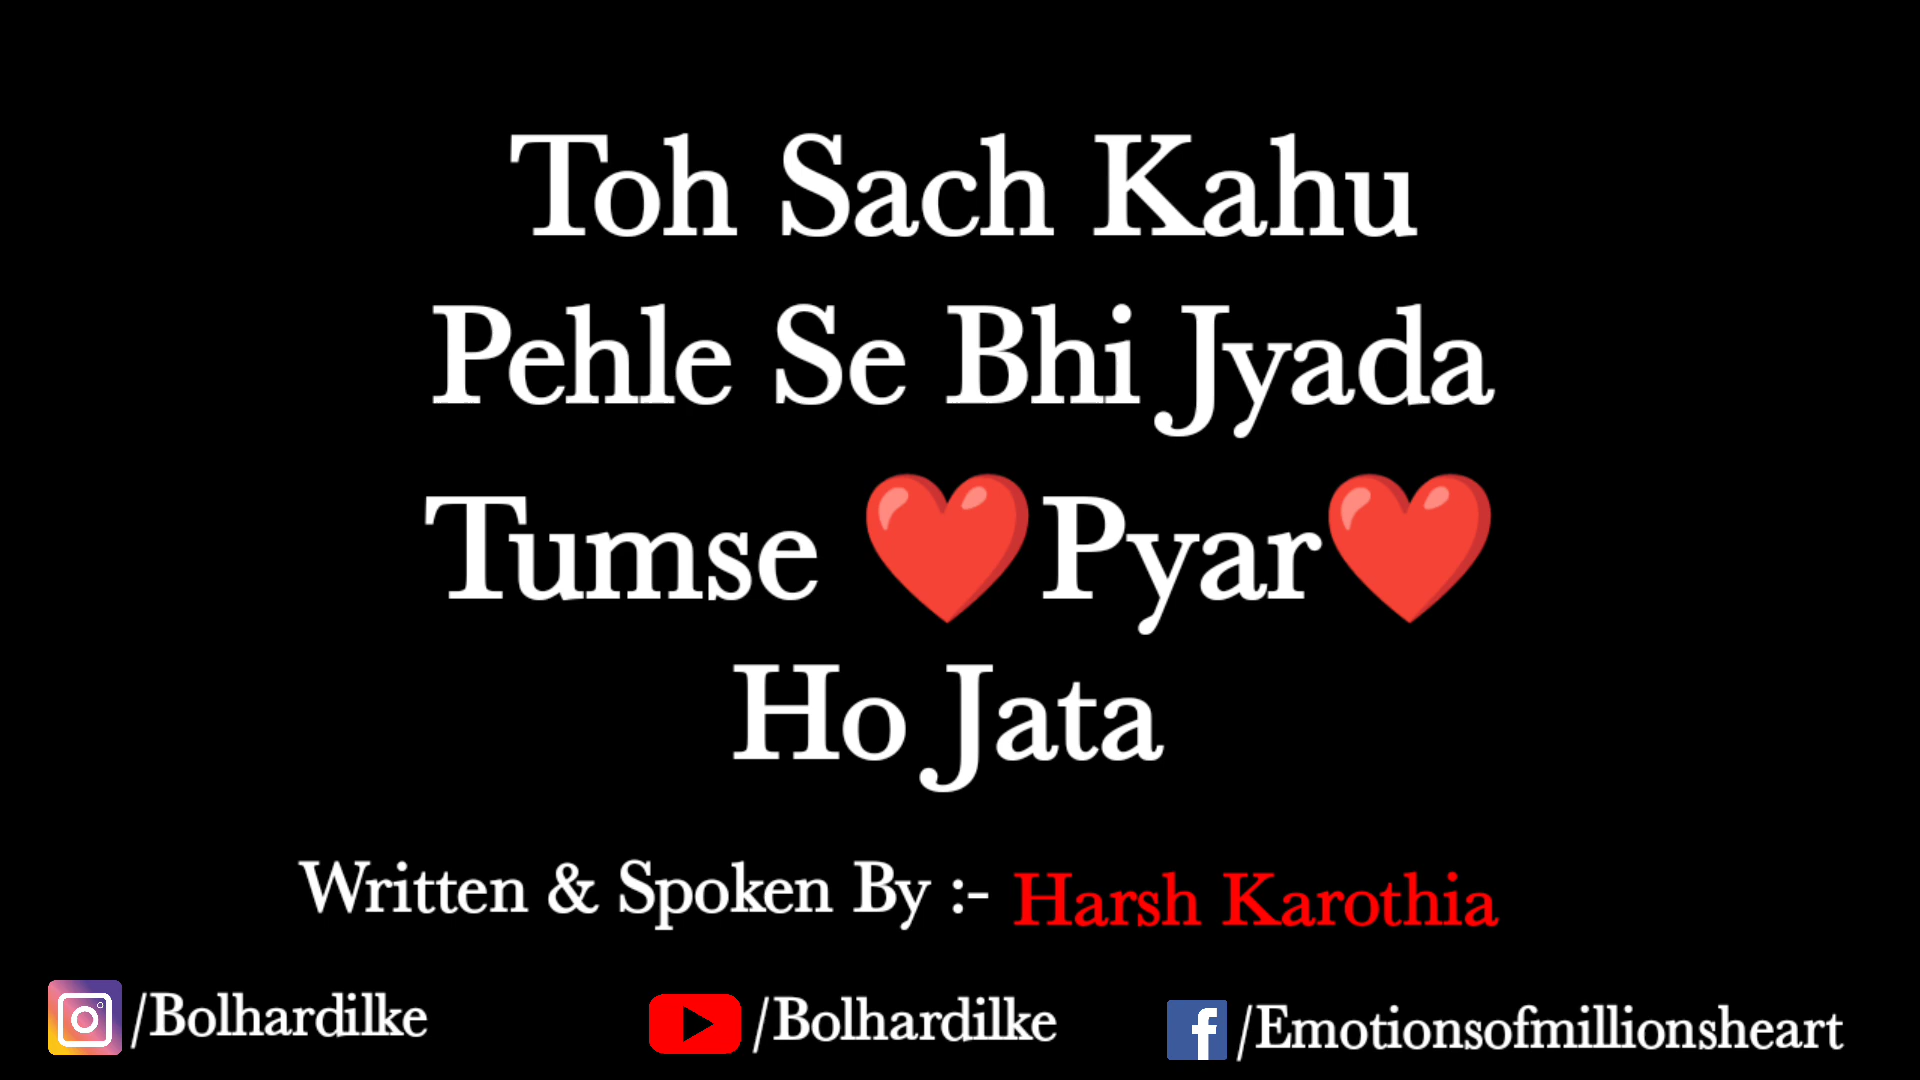 Toh Sach Kahu
Pehle Se Bhi Jyada
Tumse ❤️Pyar❤️
Ho Jata
Written & Spoken By :- Harsh Karothia
/Bolhardilke
/Bolhardilke
/Emotionsofmillionsheart